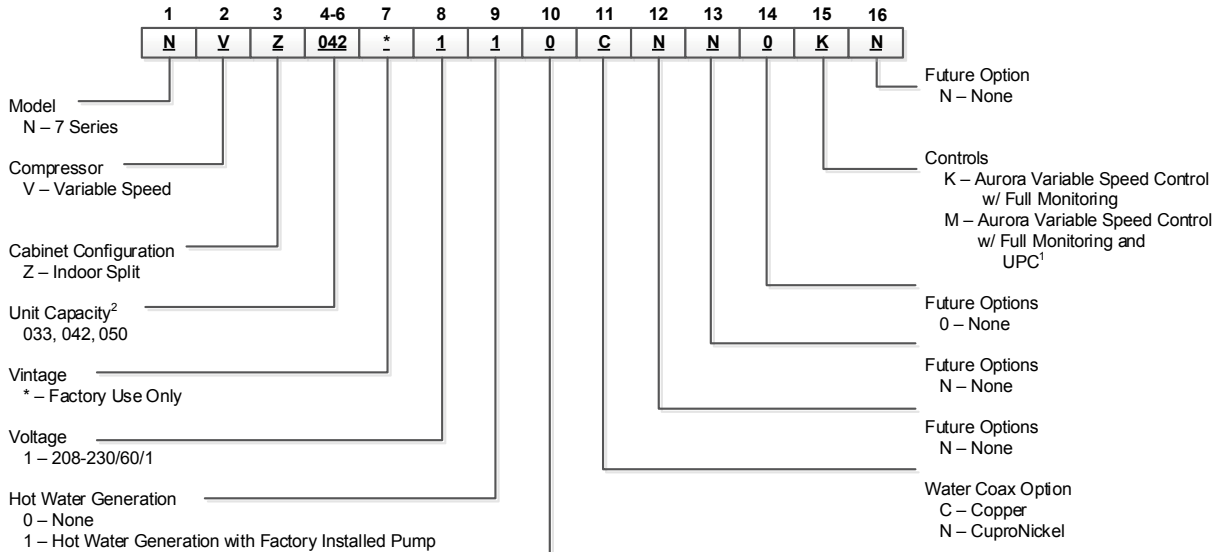 1 2 3 4-6 7 8 9 10 11 12 13 14 15 16
N V Z 042 * 1 1 0 C N N 0 K N
Model
N – 7 Series
Compressor
V – Variable Speed
Cabinet Configuration
Z – Indoor Split
Unit Capacity²
033, 042, 050
Vintage
* – Factory Use Only
Voltage
1 – 208-230/60/1
Hot Water Generation
0 – None
1 – Hot Water Generation with Factory Installed Pump
Future Option
N – None
Controls
K – Aurora Variable Speed Control
w/ Full Monitoring
M – Aurora Variable Speed Control
w/ Full Monitoring and
UPC¹
Future Options
0 – None
Future Options
N – None
Future Options
N – None
Water Coax Option
C – Copper
N – CuproNickel